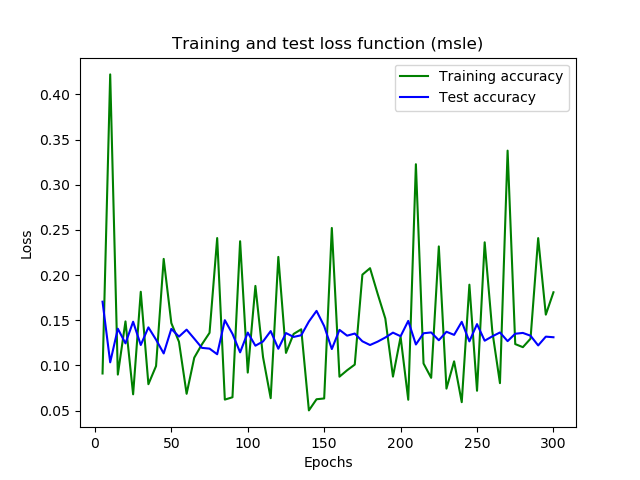 Training and test loss function (msle)
Training accuracy
Test accuracy
0.40
0.35
0.30
0.25
0.20
0.15
0.10
0.05
Loss
0 50 100 150 200 250 300
Epochs